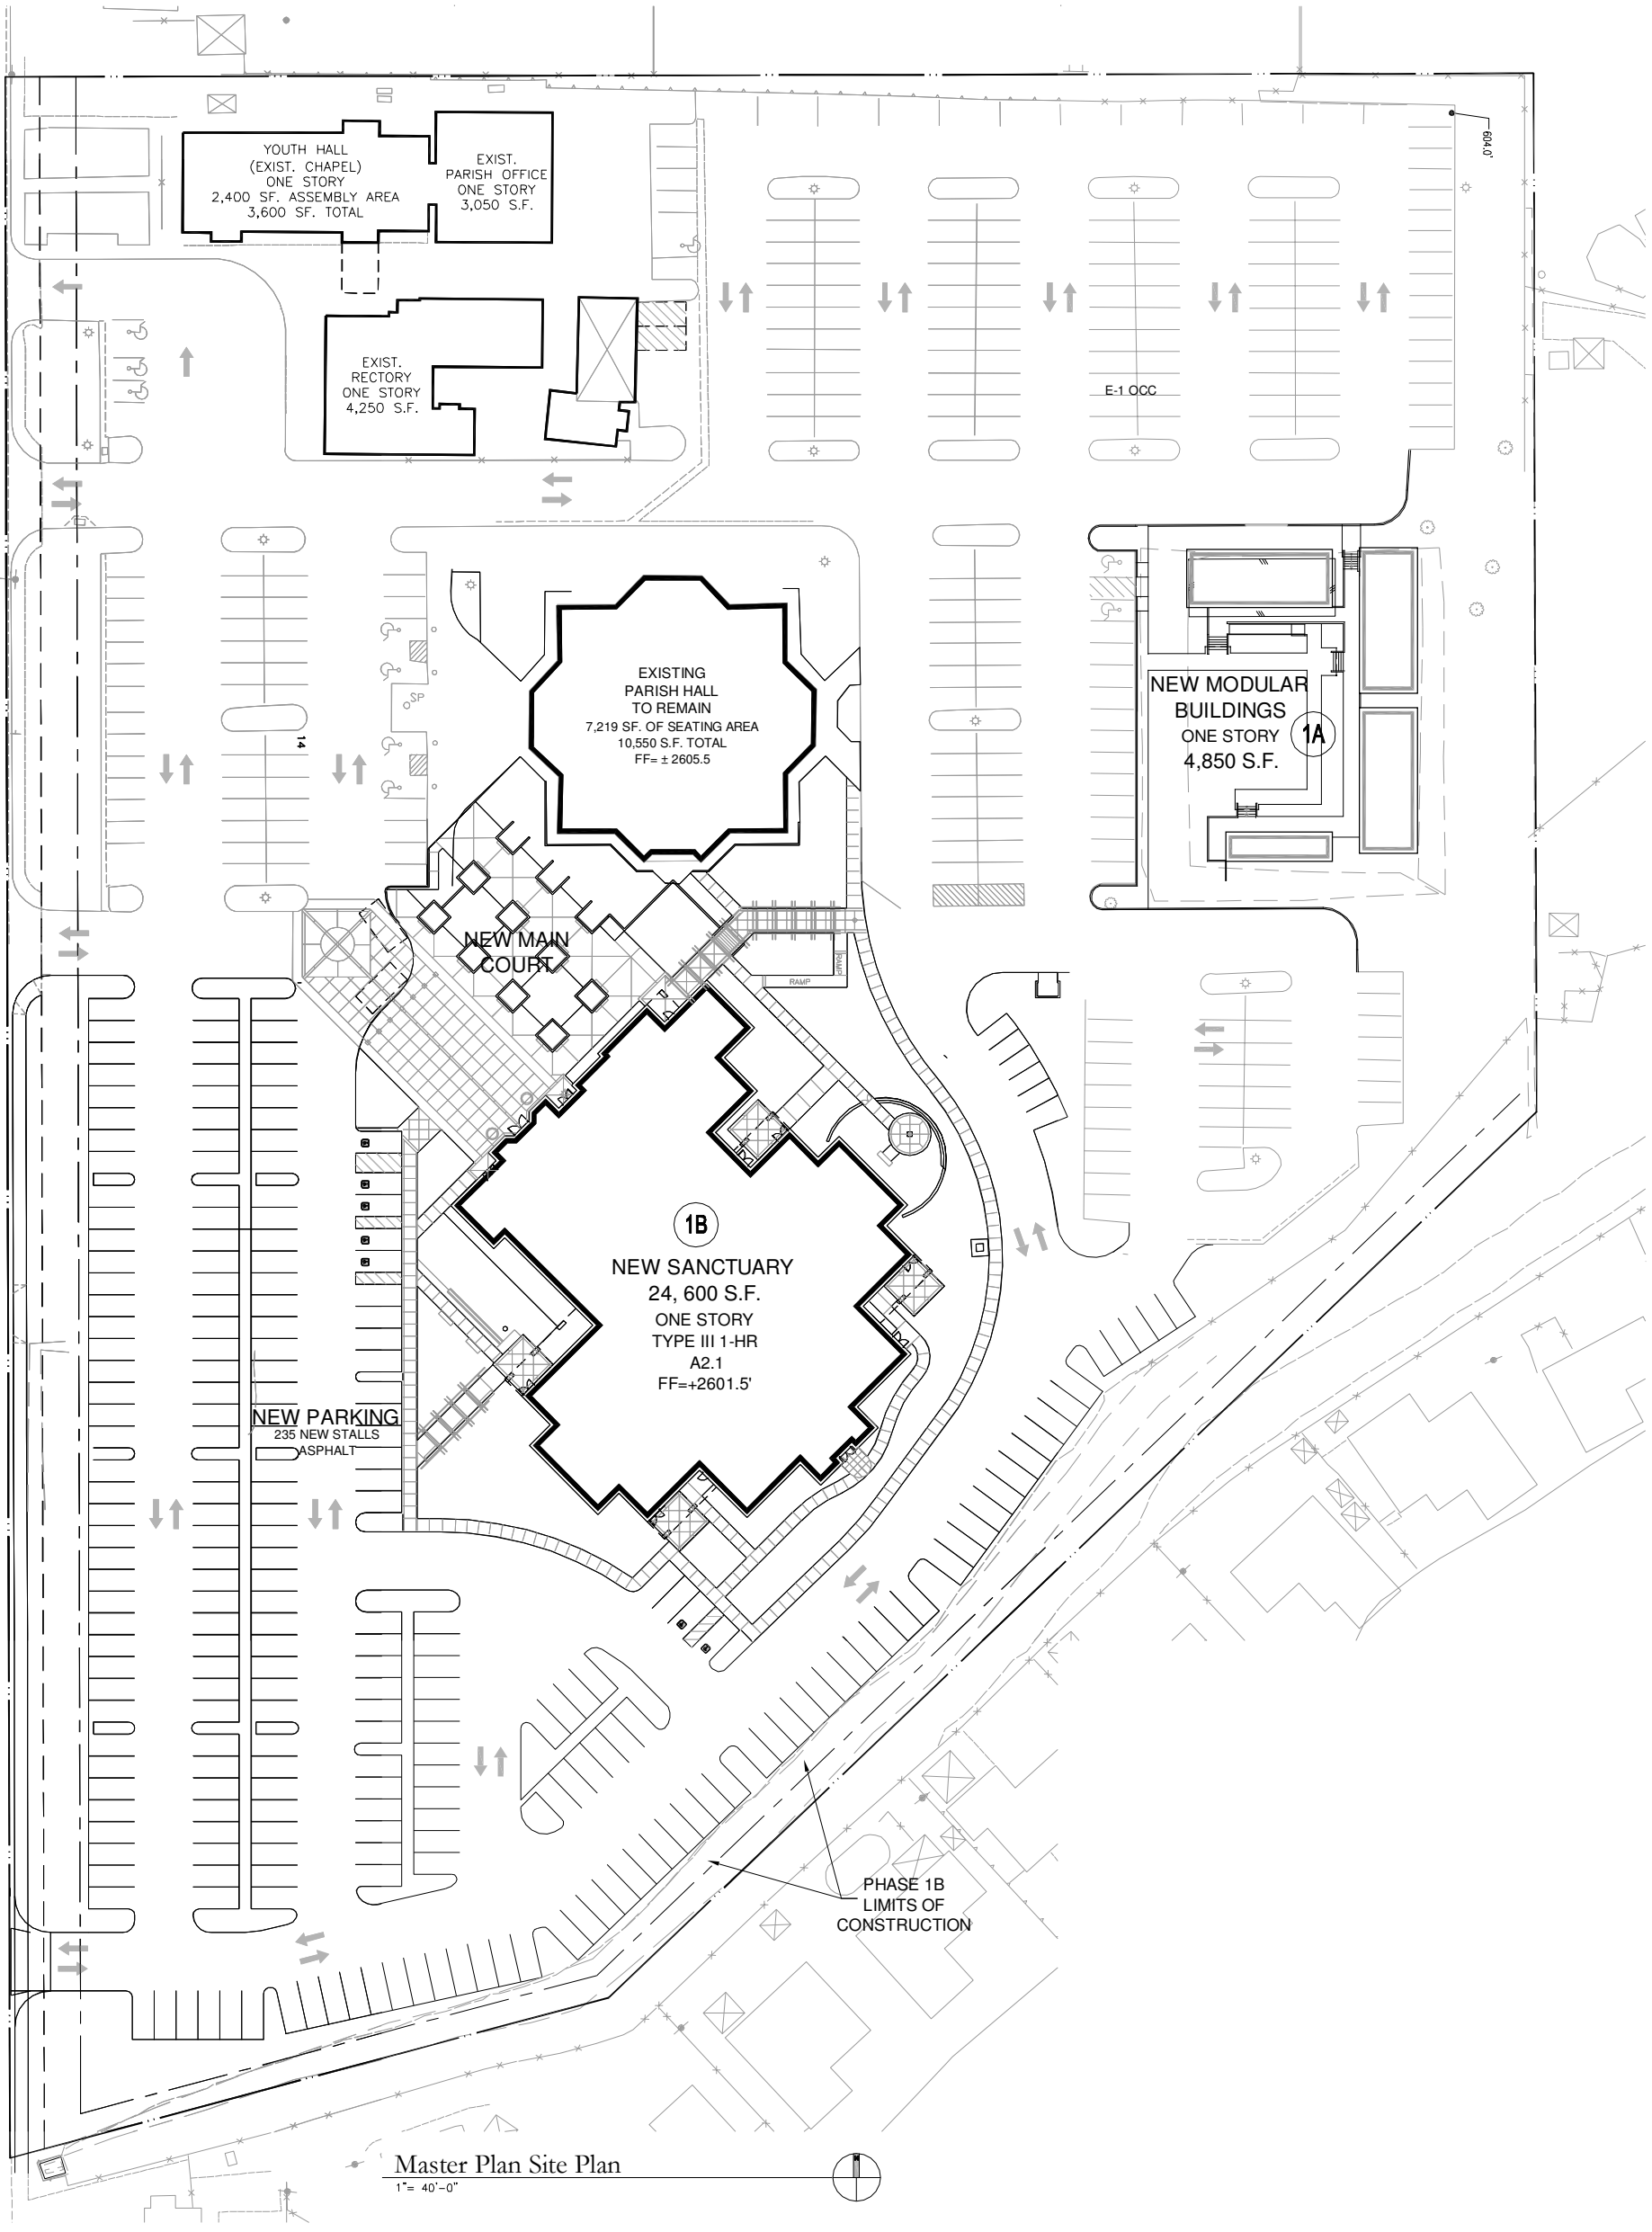 YOUTH HALL
(EXIST. CHAPEL)
ONE STORY
2,400 SF. ASSEMBLY AREA
3,600 SF. TOTAL
EXIST.
PARISH OFFICE
ONE STORY
3,050 S.F.
604.0'
EXIST.
RECTORY
ONE STORY
4,250 S.F.
E-1 OCC
EXISTING
PARISH HALL
TO REMAIN
7,219 SF. OF SEATING AREA
10,550 S.F. TOTAL
FF= ± 2605.5
SP
14
NEW MODULAR
BUILDINGS
ONE STORY
4,850 S.F.
1A
NEW MAIN
COURT
RAMP
RAMP
1B
NEW SANCTUARY
24, 600 S.F.
ONE STORY
TYPE III 1-HR
A2.1
FF=+2601.5'
NEW PARKING
235 NEW STALLS
ASPHALT
PHASE 1B
LIMITS OF
CONSTRUCTION
Master Plan Site Plan
1"= 40'-0"